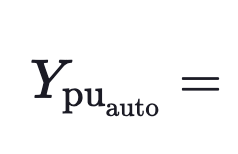 Y_{pu_{auto}} =